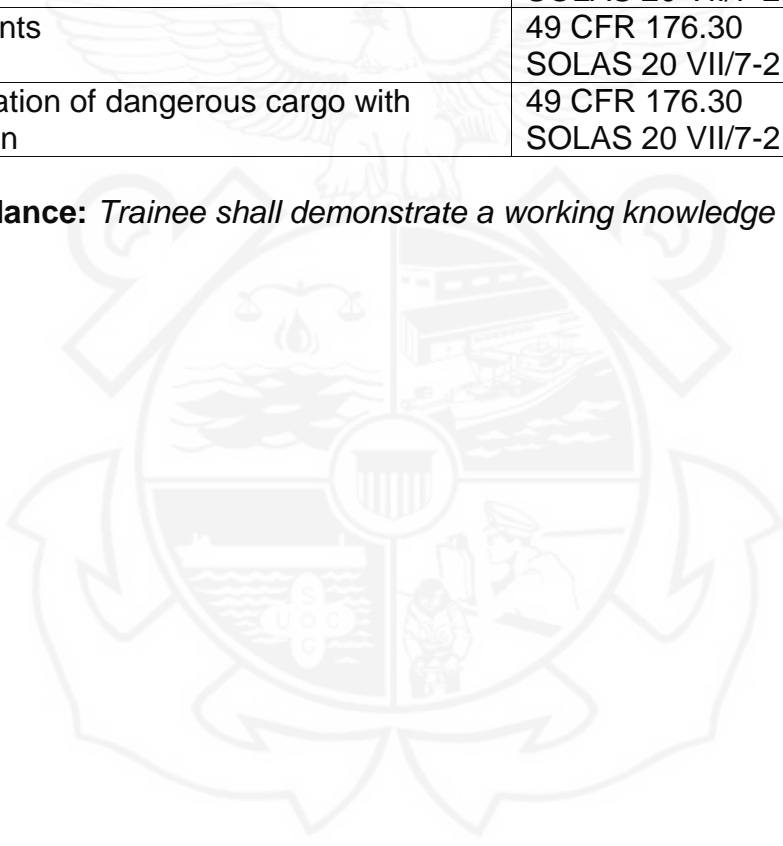 nts 49 CFR 176.30
SOLAS 20 VII/7-2
ation of dangerous cargo with 49 CFR 176.30
n SOLAS 20 VII/7-2
lance: Trainee shall demonstrate a working knowledge